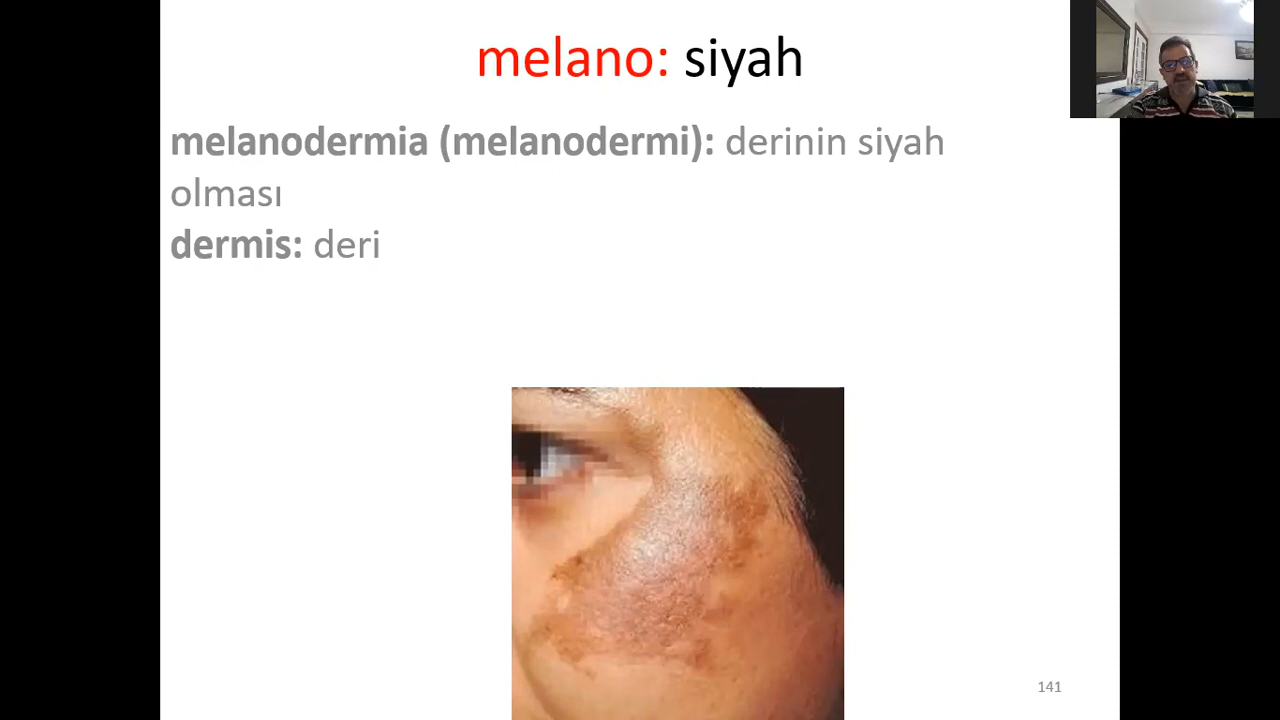 melano: siyah
melanodermia (melanodermi): derinin siyah
olması
dermis: deri
141